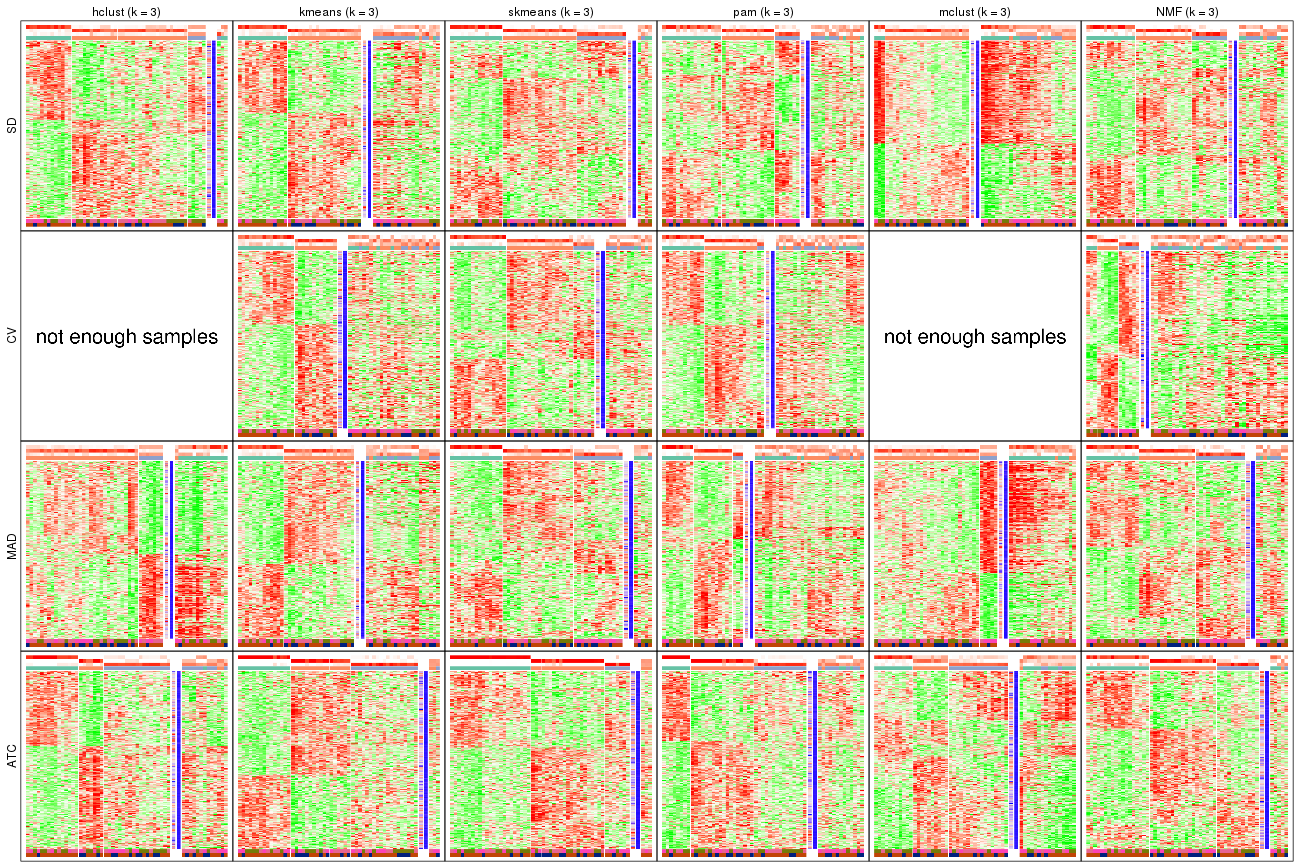 hclust (k = 3) kmeans (k = 3) skmeans (k = 3) pam (k = 3) mclust (k = 3) NMF (k = 3)
SD
CV
not enough samples not enough samples
MAD
ATC